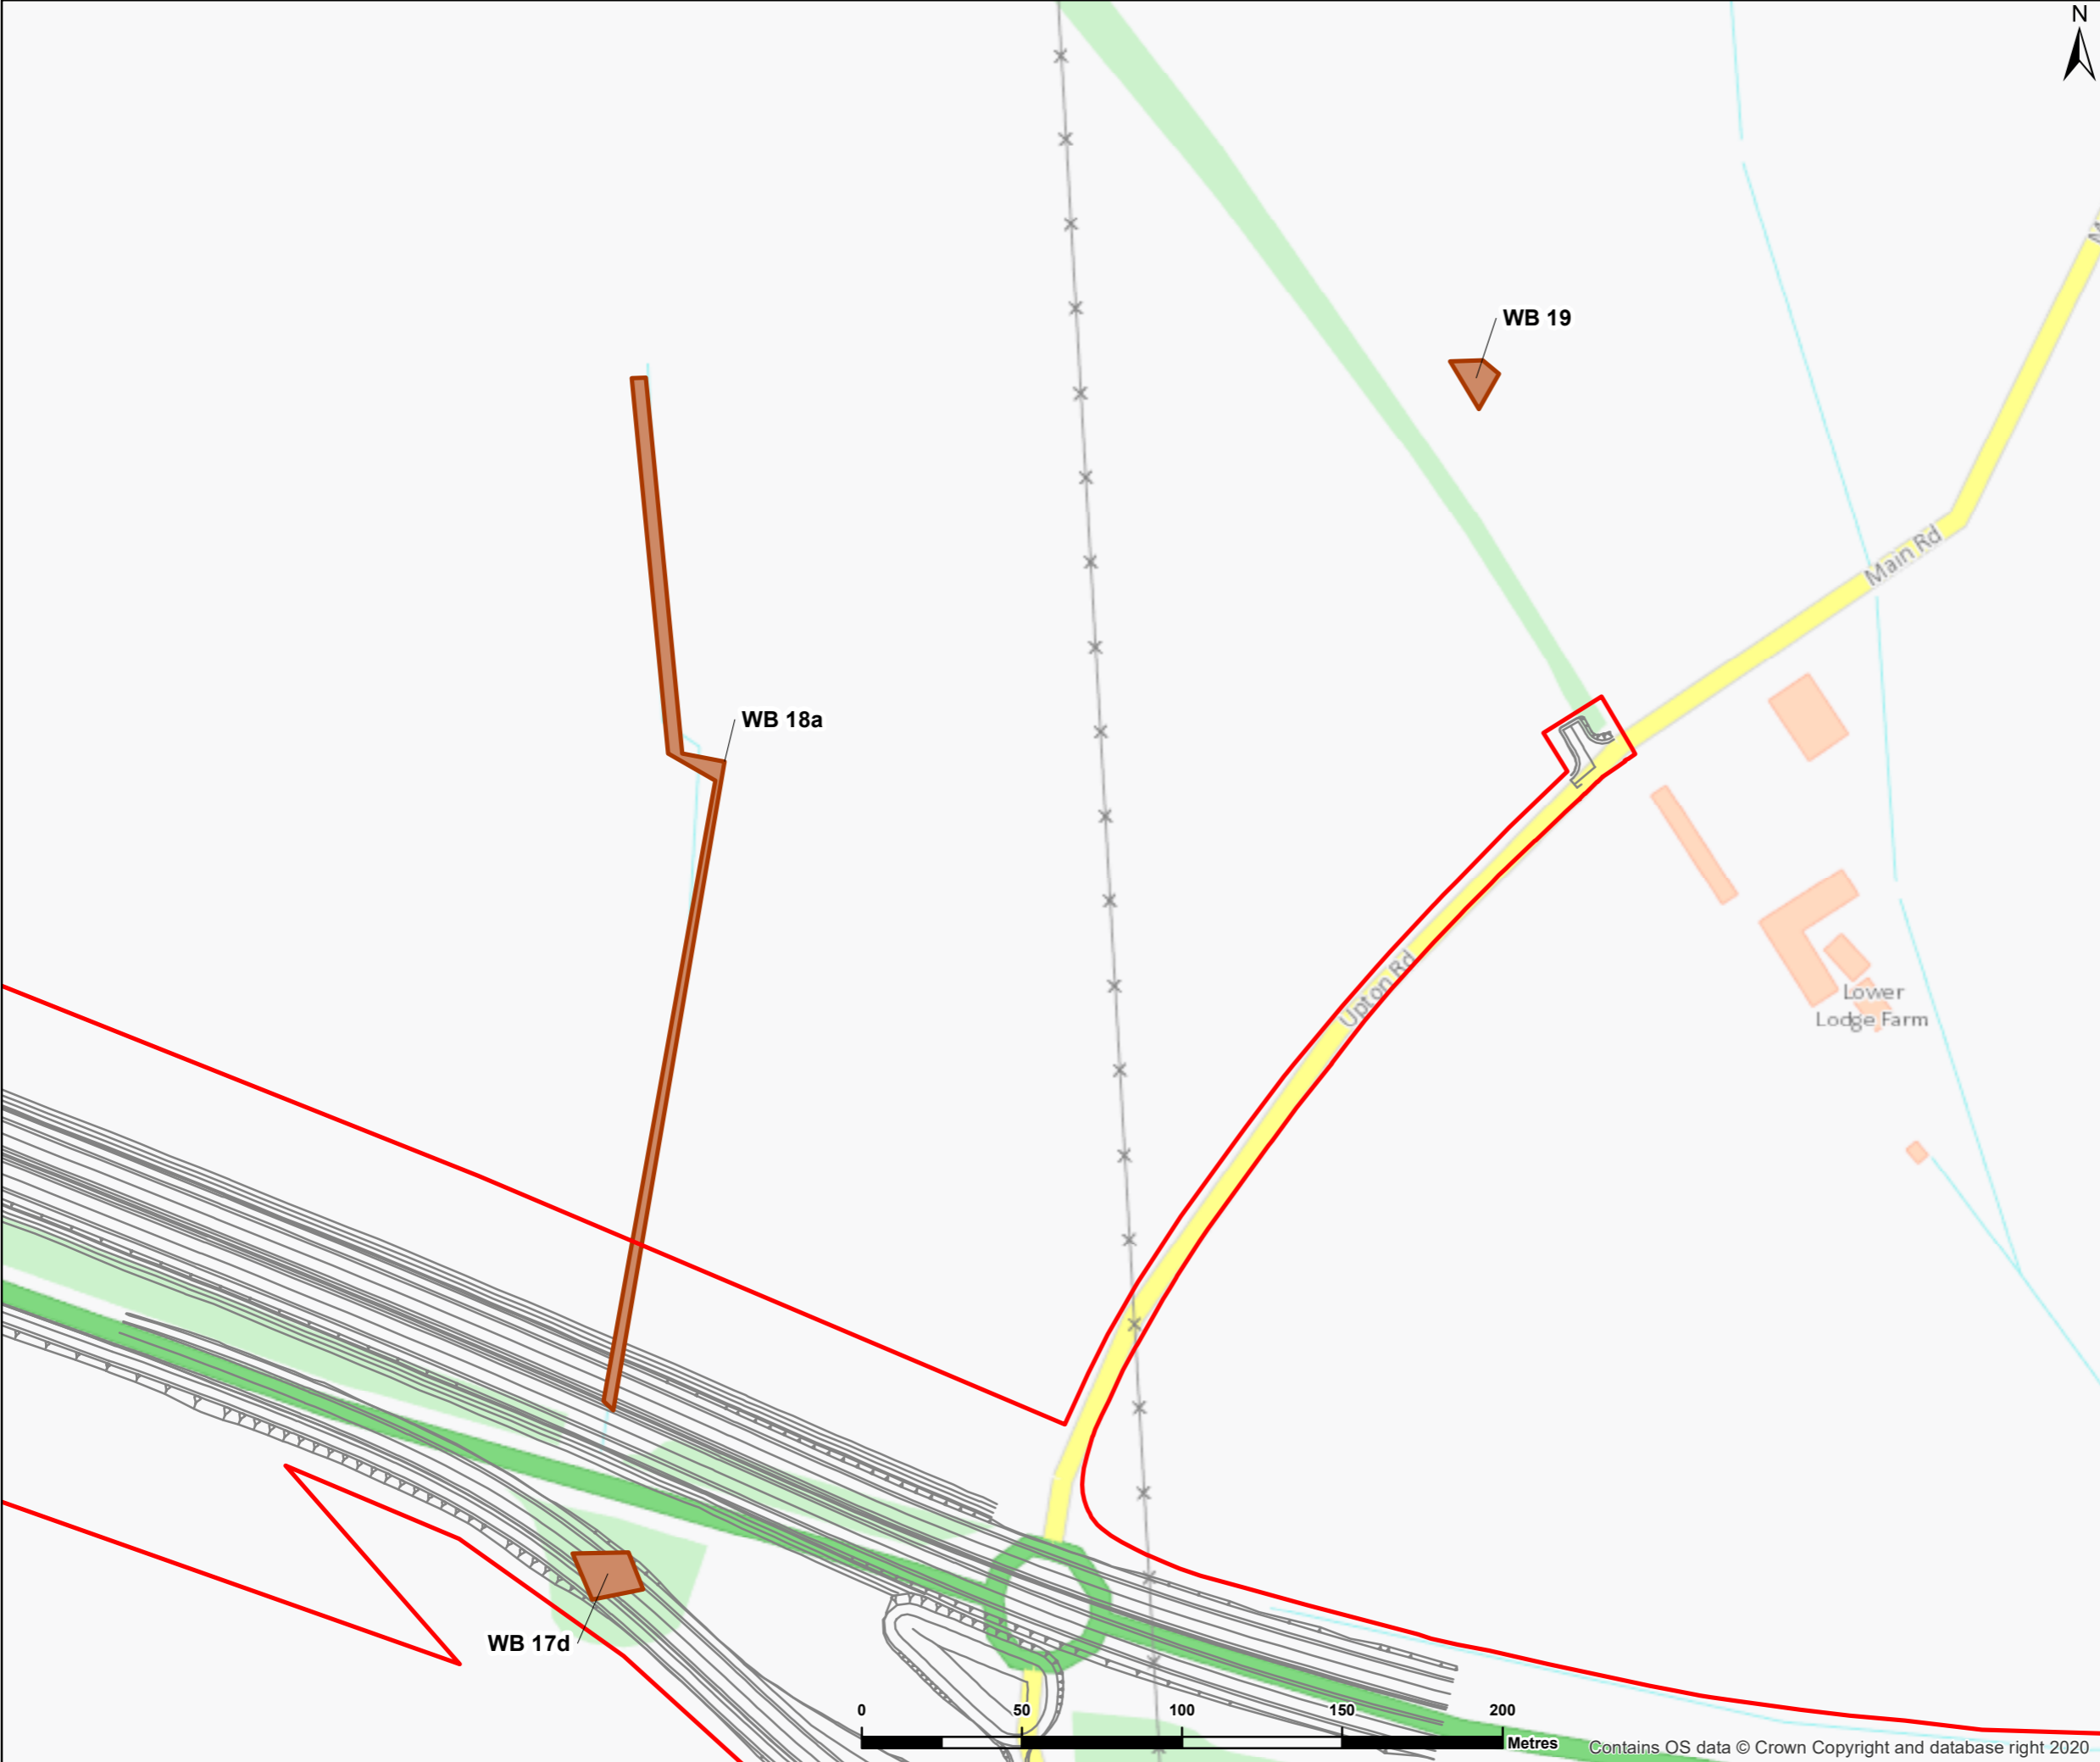 N
WB 19
Main Rd
WB 18a
Upton Rd
Lower
Lodge Farm
WB 17d
0 50 100 150 200
Metres
Contains OS data © Crown Copyright and database right 2020